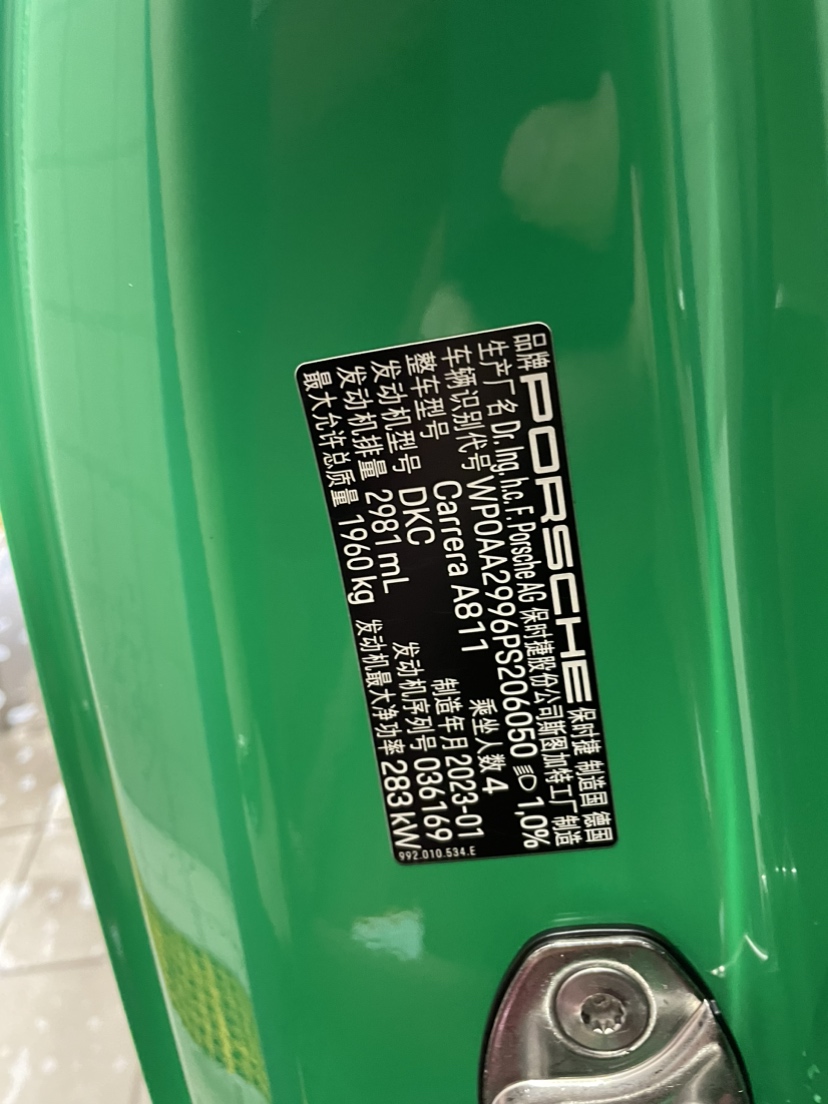 品牌 PORSCHE 保时捷 制造国 德国
生产厂名 Dr. Ing. h.c. F. Porsche AG 保时捷股份公司斯图加特工厂 制造
车辆识别代号 WP0AA2996PS206050 1,0%
整车型号 Carrera A811 乘坐人数 4
发动机型号 DKC 制造年月 2023-01
发动机排量 2981 mL 发动机序列号 036169
最大允许总质量 1960 kg 发动机最大净功率 283 kW
992.010.534.E